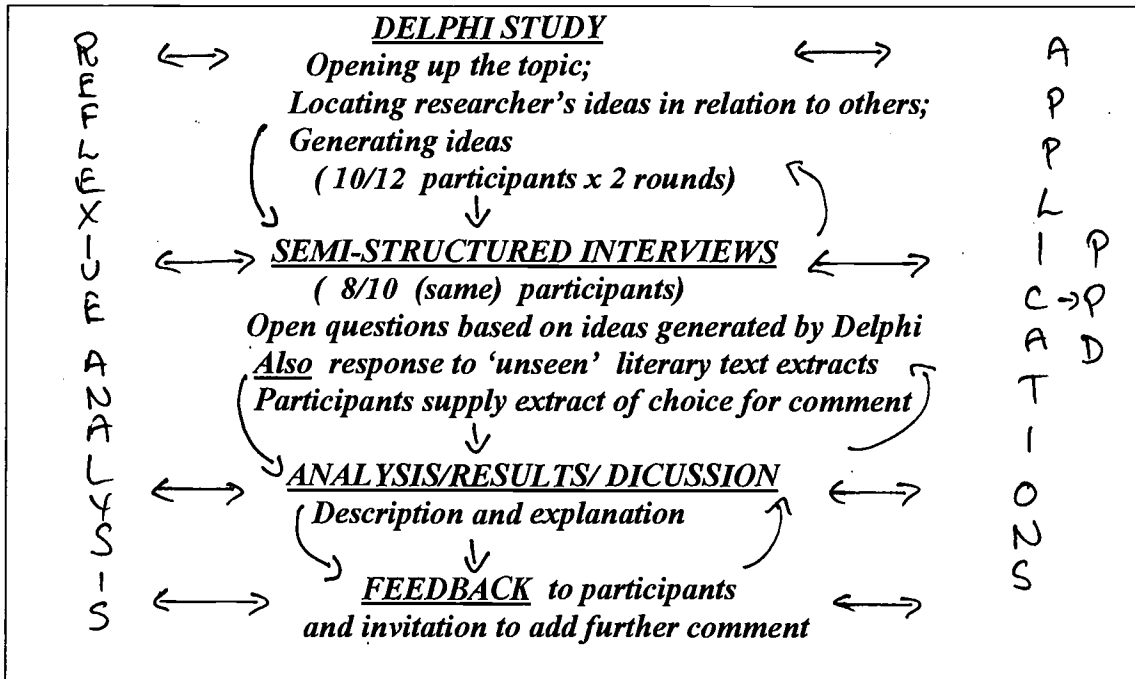 REFLEXIVE ANALYSIS
DELPHI STUDY
Opening up the topic;
Locating researcher's ideas in relation to others;
Generating ideas
( 10/12 participants x 2 rounds)
SEMI-STRUCTURED INTERVIEWS
( 8/10 (same) participants)
Open questions based on ideas generated by Delphi
Also response to 'unseen' literary text extracts
Participants supply extract of choice for comment
ANALYSIS/RESULTS/ DICUSSION
Description and explanation
FEEDBACK to participants
and invitation to add further comment
APPLICATIONS
PPD